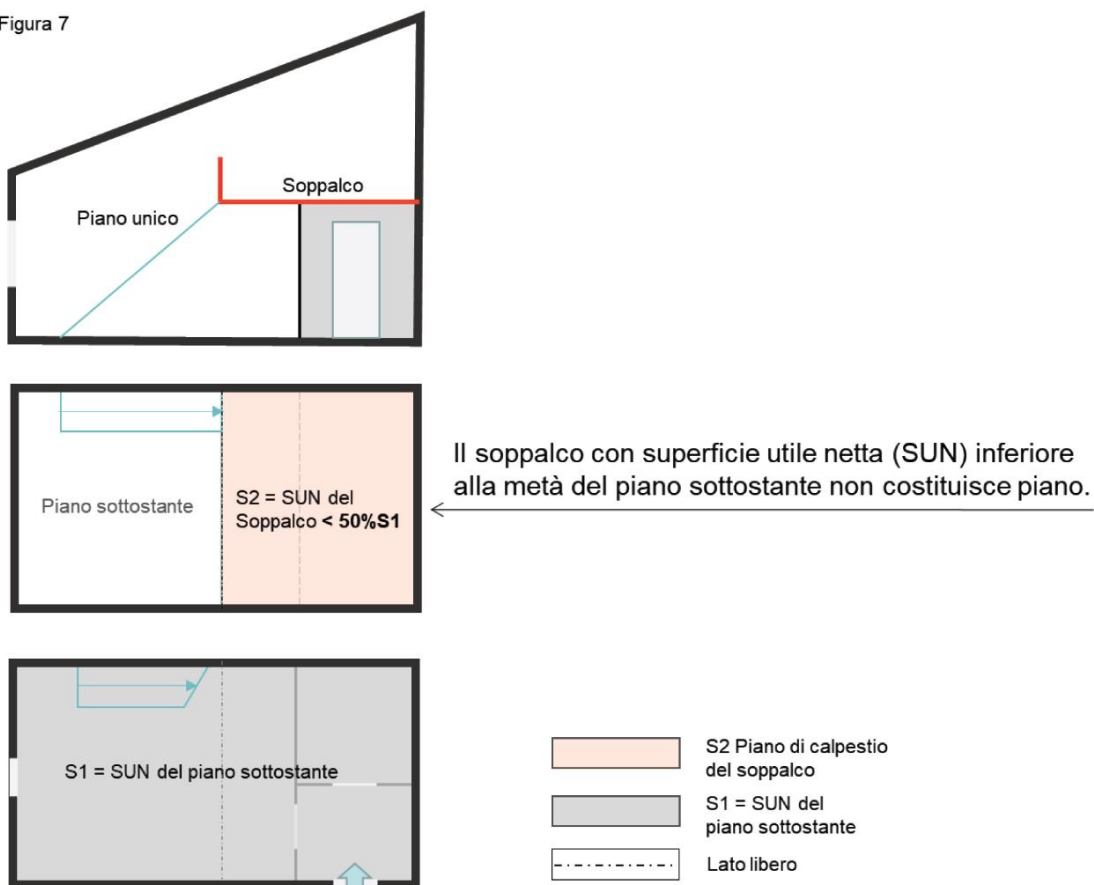 Figura 7
Soppalco
Piano unico
Il soppalco con superficie utile netta (SUN) inferiore
alla metà del piano sottostante non costituisce piano.
Piano sottostante
S2 = SUN del
Soppalco < 50%S1
S1 = SUN del piano sottostante
S2 Piano di calpestio
del soppalco
S1 = SUN del
piano sottostante
Lato libero